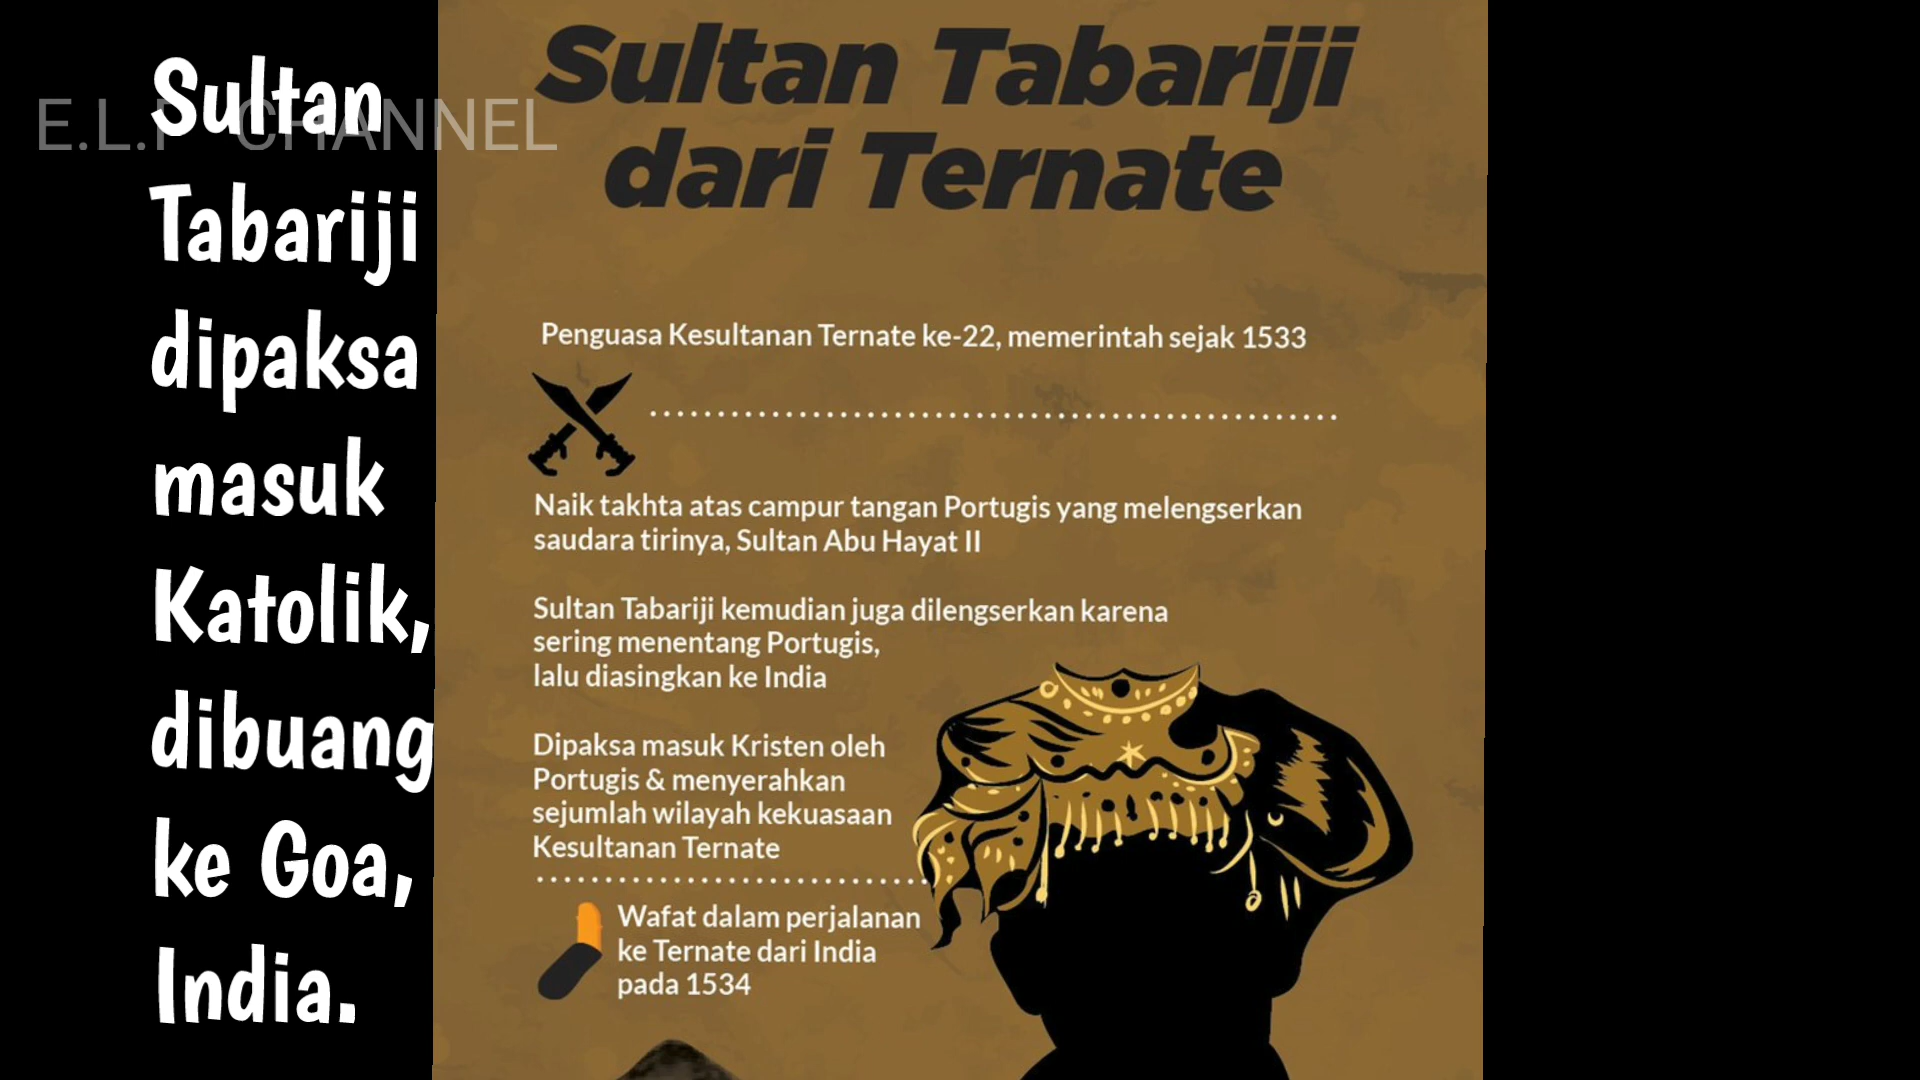 Sultan
Tabariji
dipaksa
masuk
Katolik,
dibuang
ke Goa,
India.
E.L.P CHANNEL
Sultan Tabariji
dari Ternate
Penguasa Kesultanan Ternate ke-22, memerintah sejak 1533
Naik takhta atas campur tangan Portugis yang melengserkan
saudara tirinya, Sultan Abu Hayat II
Sultan Tabariji kemudian juga dilengserkan karena
sering menentang Portugis,
lalu diasingkan ke India
Dipaksa masuk Kristen oleh
Portugis & menyerahkan
sejumlah wilayah kekuasaan
Kesultanan Ternate
Wafat dalam perjalanan
ke Ternate dari India
pada 1534